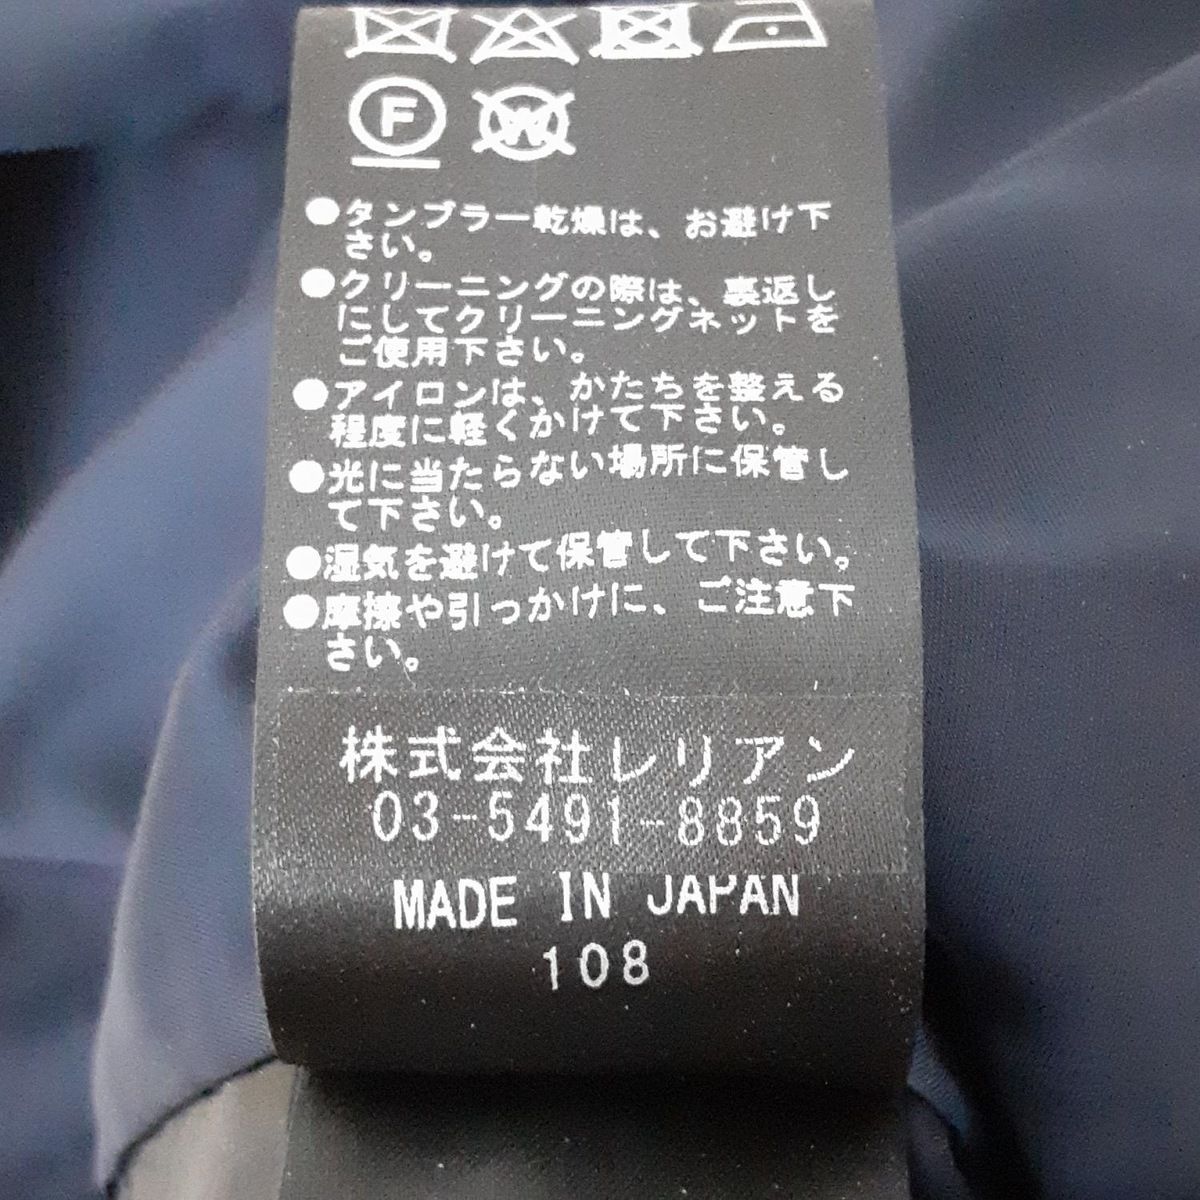 F W
●タンブラー乾燥は、お避け下
さい。
●クリーニングの際は、裏返し
にしてクリーニングネットを
ご使用下さい。
●アイロンは、かたちを整える
程度に軽くかけて下さい。
●光に当たらない場所に保管し
て下さい。
●湿気を避けて保管して下さい。
●摩擦や引っかけに、ご注意下
さい。
株式会社レリアン
03-5491-8859
MADE IN JAPAN
108